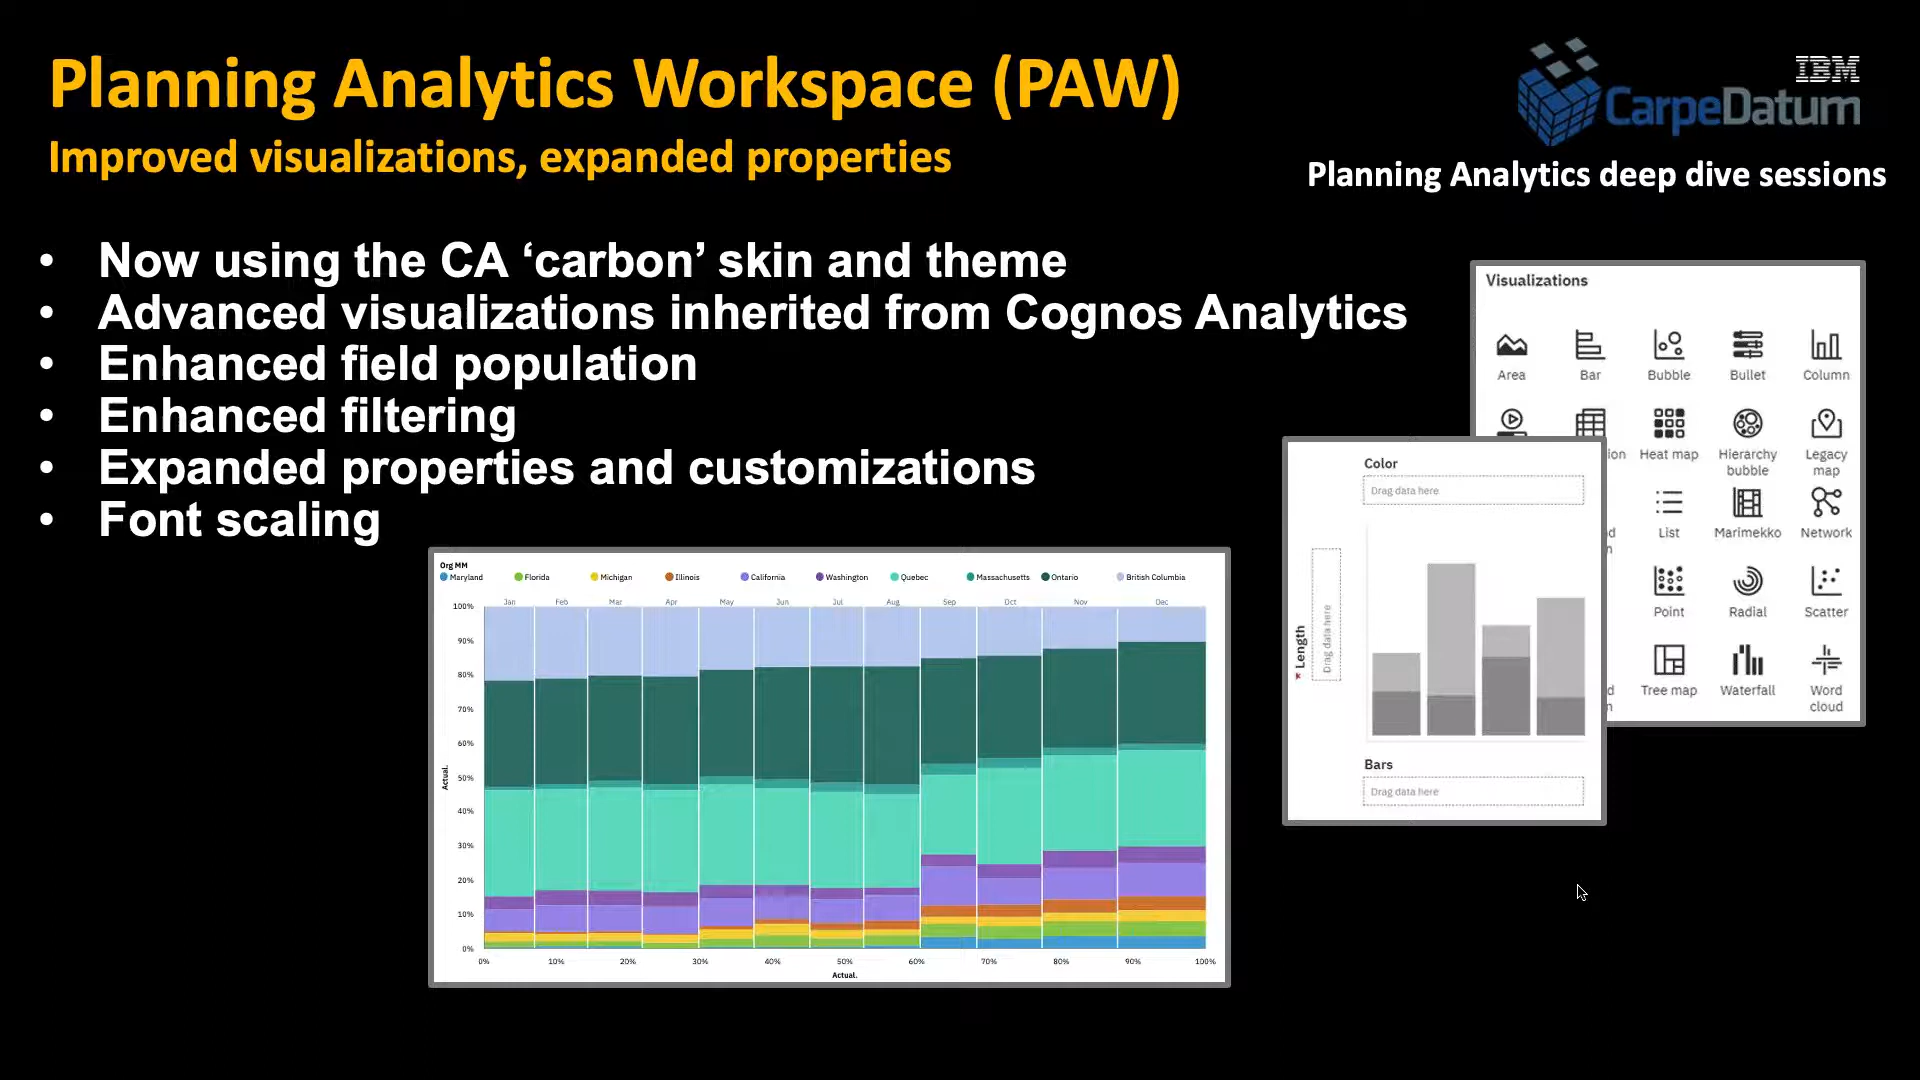 Planning Analytics Workspace (PAW)
Improved visualizations, expanded properties
IBM
CarpeDatum
Planning Analytics deep dive sessions
• Now using the CA ‘carbon’ skin and theme
• Advanced visualizations inherited from Cognos Analytics
• Enhanced field population
• Enhanced filtering
• Expanded properties and customizations
• Font scaling
Visualizations
Area Bar Bubble Bullet Column
ion Heat map Hierarchy bubble Legacy map
List Marimekko Network
Point Radial Scatter
Tree map Waterfall Word cloud
Color
Drag data here
Length
Drag data here
Bars
Drag data here
Org MM
Maryland Florida Michigan Illinois California Washington Quebec Massachusetts Ontario British Columbia
Jan Feb Mar Apr May Jun Jul Aug Sep Oct Nov Dec
100%
90%
80%
70%
60%
50%
40%
30%
20%
10%
0%
Actual.
0% 10% 20% 30% 40% 50% 60% 70% 80% 90% 100%
Actual.